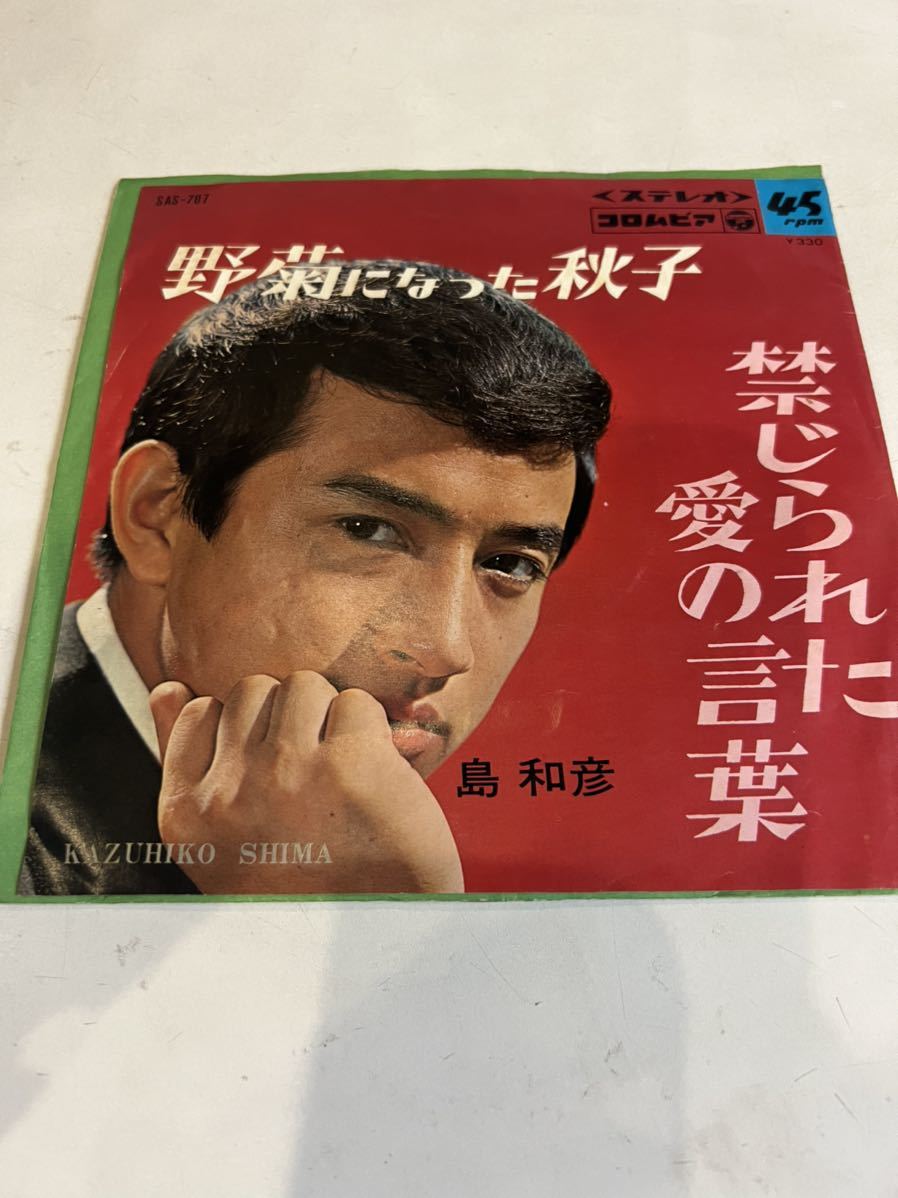 SAS-787
<ステレオ>
コロムビア
45
rpm
¥330
野菊になった秋子
禁じられた
愛の言葉
島 和彦
KAZUHIKO SHIMA